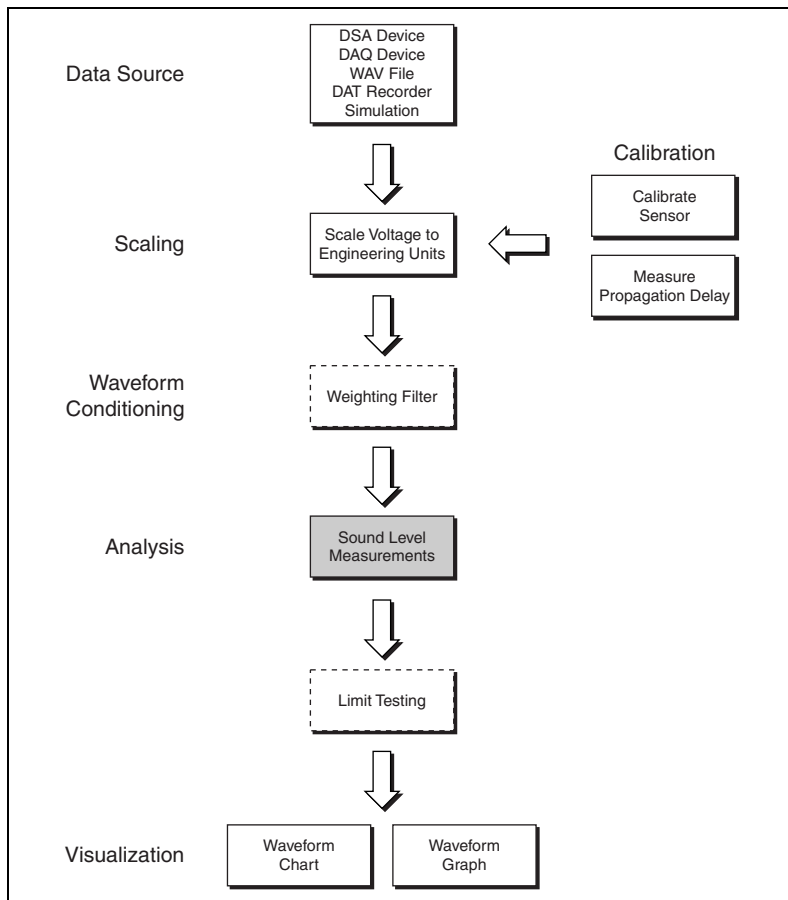 Data Source
DSA Device
DAQ Device
WAV File
DAT Recorder
Simulation
Calibration
Calibrate
Sensor
Measure
Propagation Delay
Scaling
Scale Voltage to
Engineering Units
Waveform
Conditioning
Weighting Filter
Analysis
Sound Level
Measurements
Limit Testing
Visualization
Waveform
Chart
Waveform
Graph